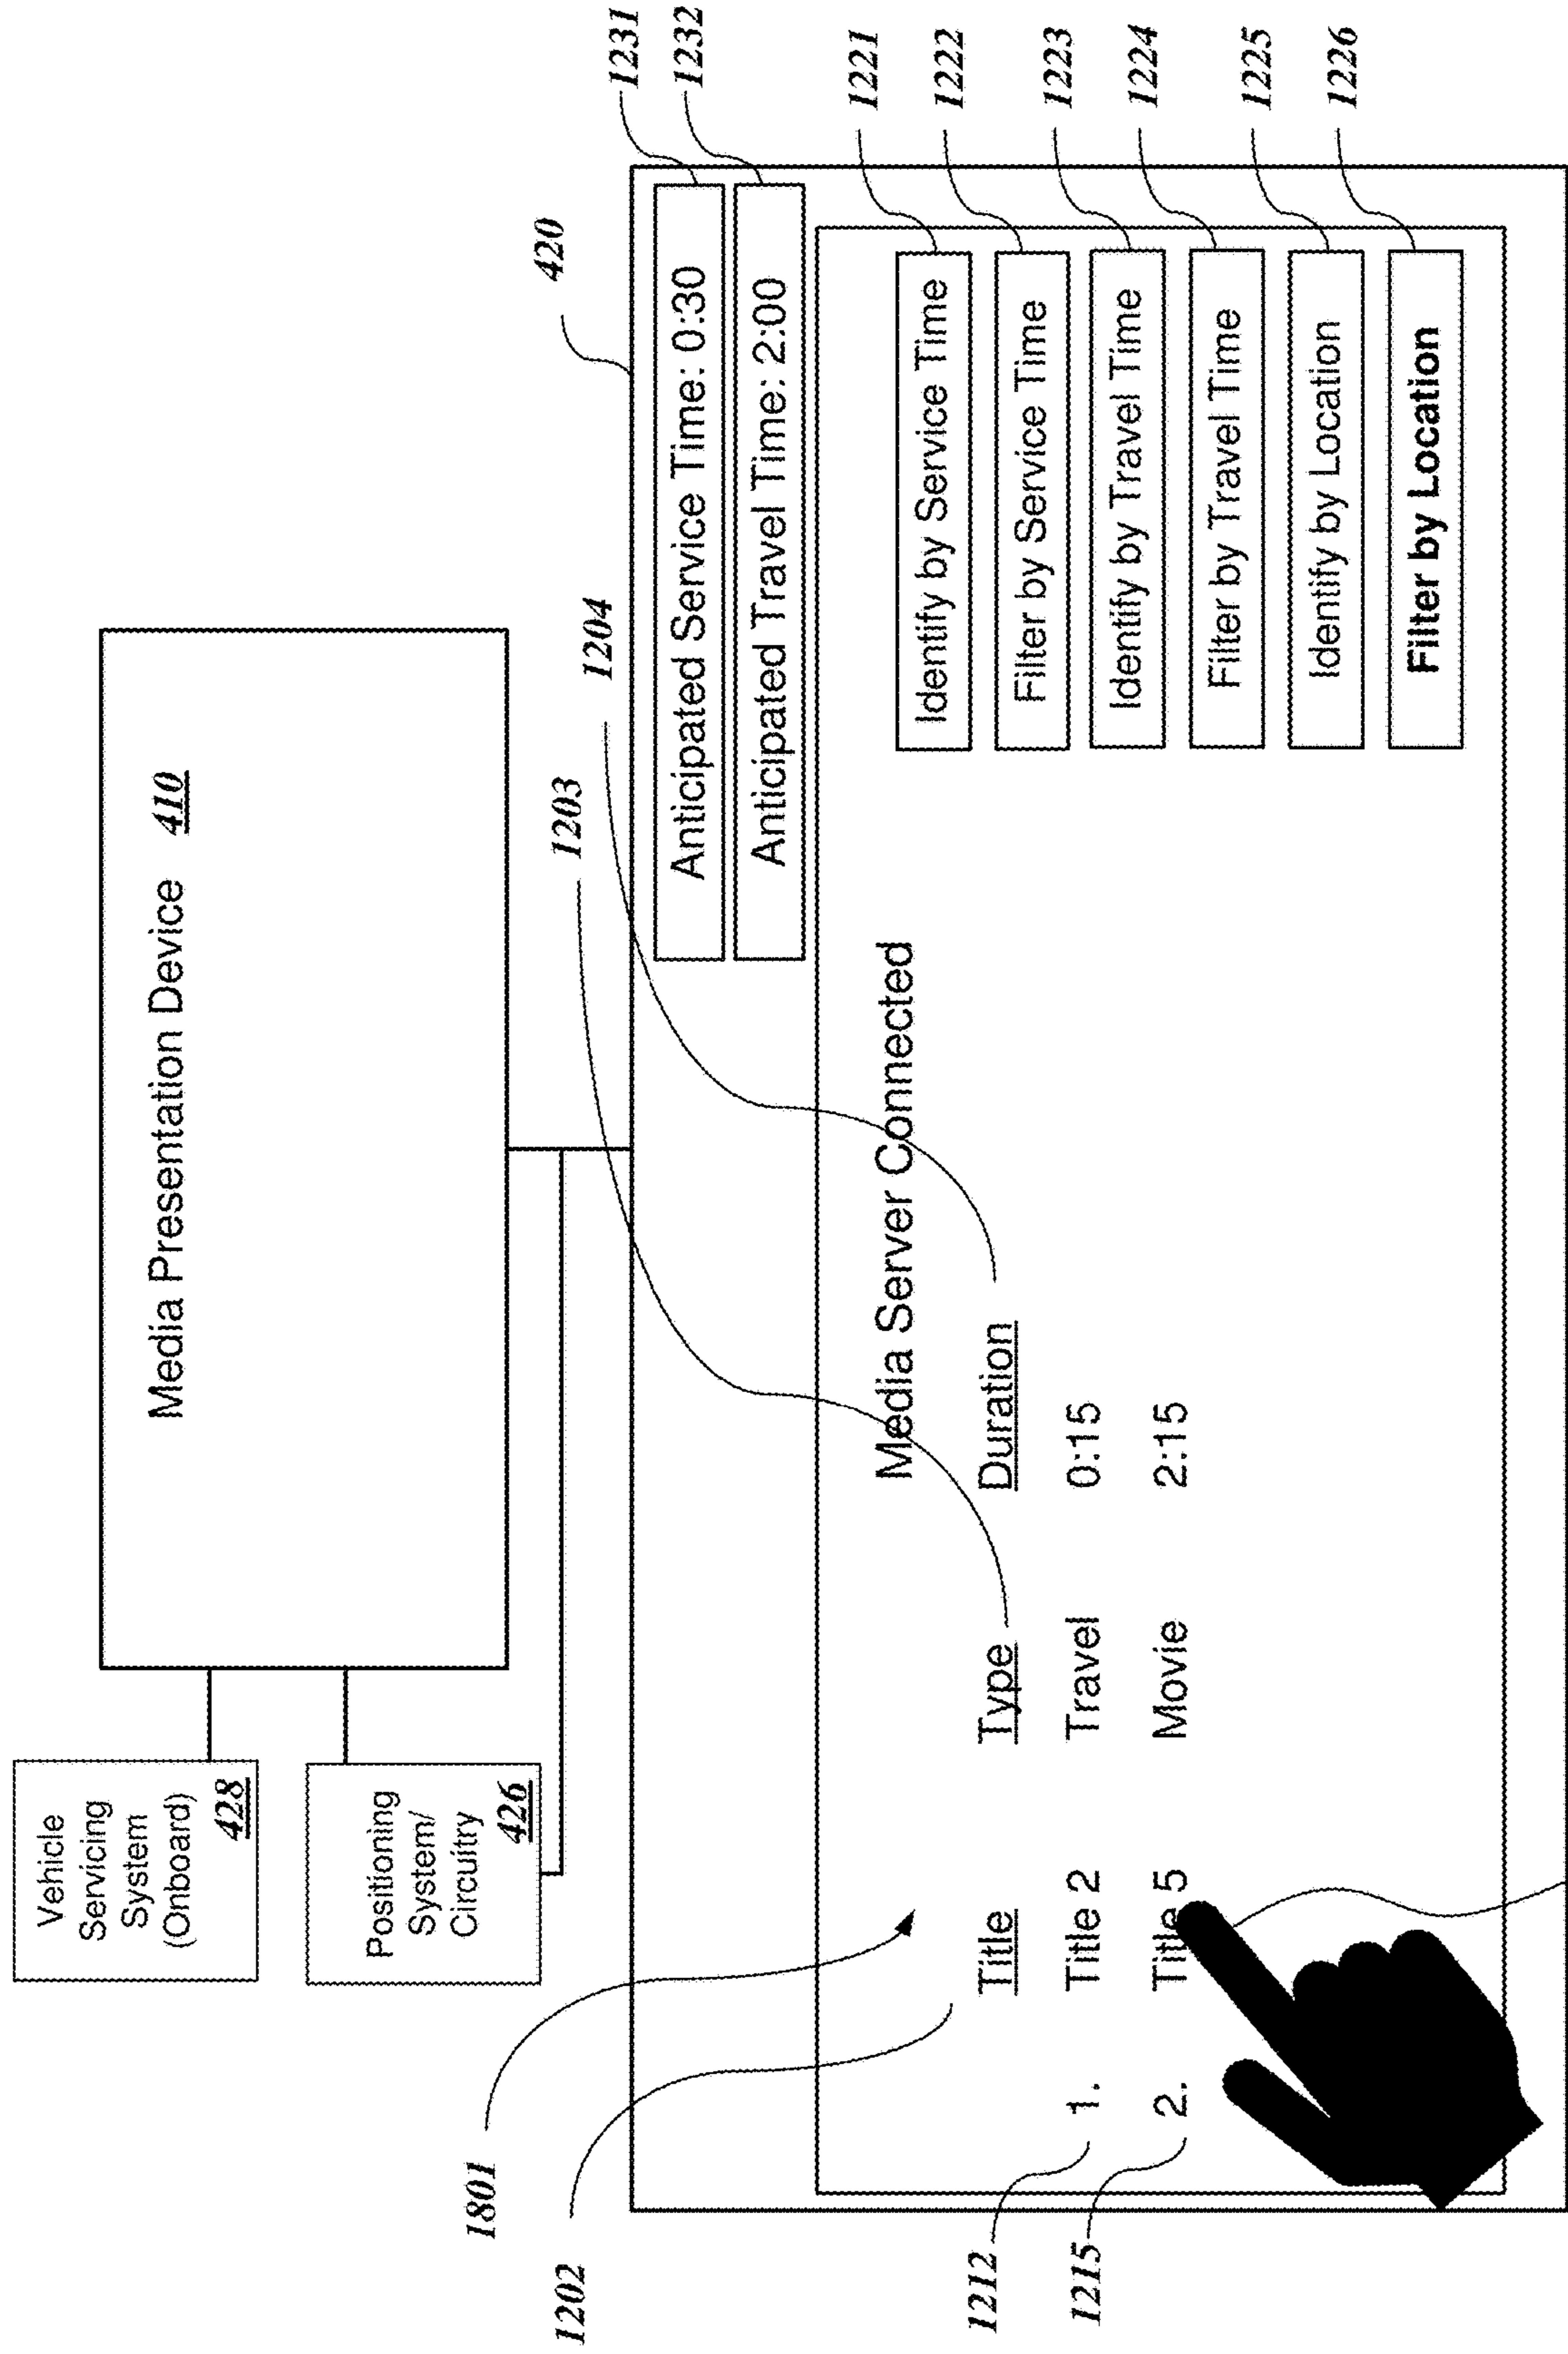 Vehicle
Servicing
System
(Onboard)
428
Positioning
System/
Circuitry
426
Media Presentation Device 410
1801
1202
1203
1204
420
1231
1232
Anticipated Service Time: 0:30
Anticipated Travel Time: 2:00
Media Server Connected
Title Type Duration
1212
1. Title 2 Travel 0:15
1215
2. Title 5 Movie 2:15
Identify by Service Time
1221
Filter by Service Time
1222
Identify by Travel Time
1223
Filter by Travel Time
1224
Identify by Location
1225
Filter by Location
1226